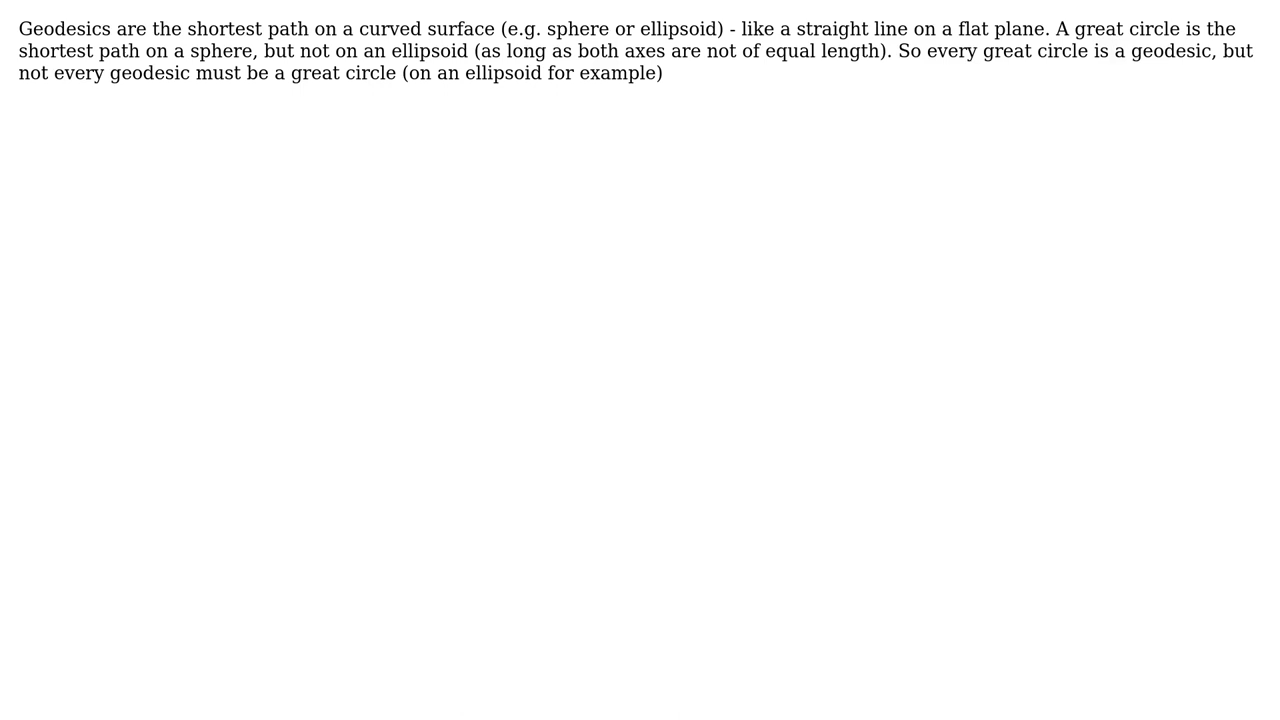 Geodesics are the shortest path on a curved surface (e.g. sphere or ellipsoid) - like a straight line on a flat plane. A great circle is the
shortest path on a sphere, but not on an ellipsoid (as long as both axes are not of equal length). So every great circle is a geodesic, but
not every geodesic must be a great circle (on an ellipsoid for example)